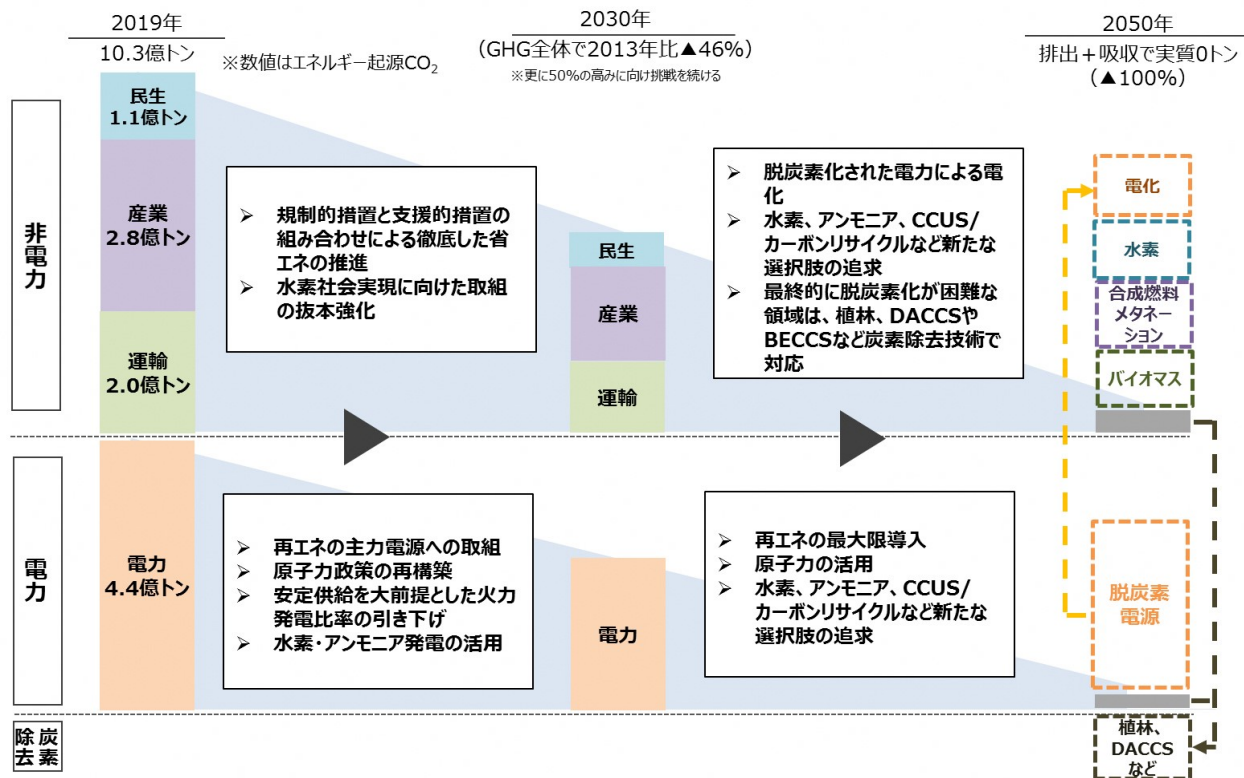 2019年
10.3億トン
※数値はエネルギー起源CO₂
2030年
(GHG全体で2013年比▲46%)
※更に50%の高みに向け挑戦を続ける
2050年
排出＋吸収で実質0トン
(▲100%)
非電力
民生
1.1億トン
産業
2.8億トン
運輸
2.0億トン
➢ 規制的措置と支援的措置の
組み合わせによる徹底した省
エネの推進
➢ 水素社会実現に向けた取組
の抜本強化
民生
産業
運輸
➢ 脱炭素化された電力による電
化
➢ 水素、アンモニア、CCUS/
カーボンリサイクルなど新たな
選択肢の追求
➢ 最終的に脱炭素化が困難な
領域は、植林、DACCSや
BECCSなど炭素除去技術で
対応
電化
水素
合成燃料
メタネー
ション
バイオマス
電力
電力
4.4億トン
➢ 再エネの主力電源への取組
➢ 原子力政策の再構築
➢ 安定供給を大前提とした火力
発電比率の引き下げ
➢ 水素・アンモニア発電の活用
電力
➢ 再エネの最大限導入
➢ 原子力の活用
➢ 水素、アンモニア、CCUS/
カーボンリサイクルなど新たな
選択肢の追求
脱炭素
電源
炭素除去
植林、
DACCS
など